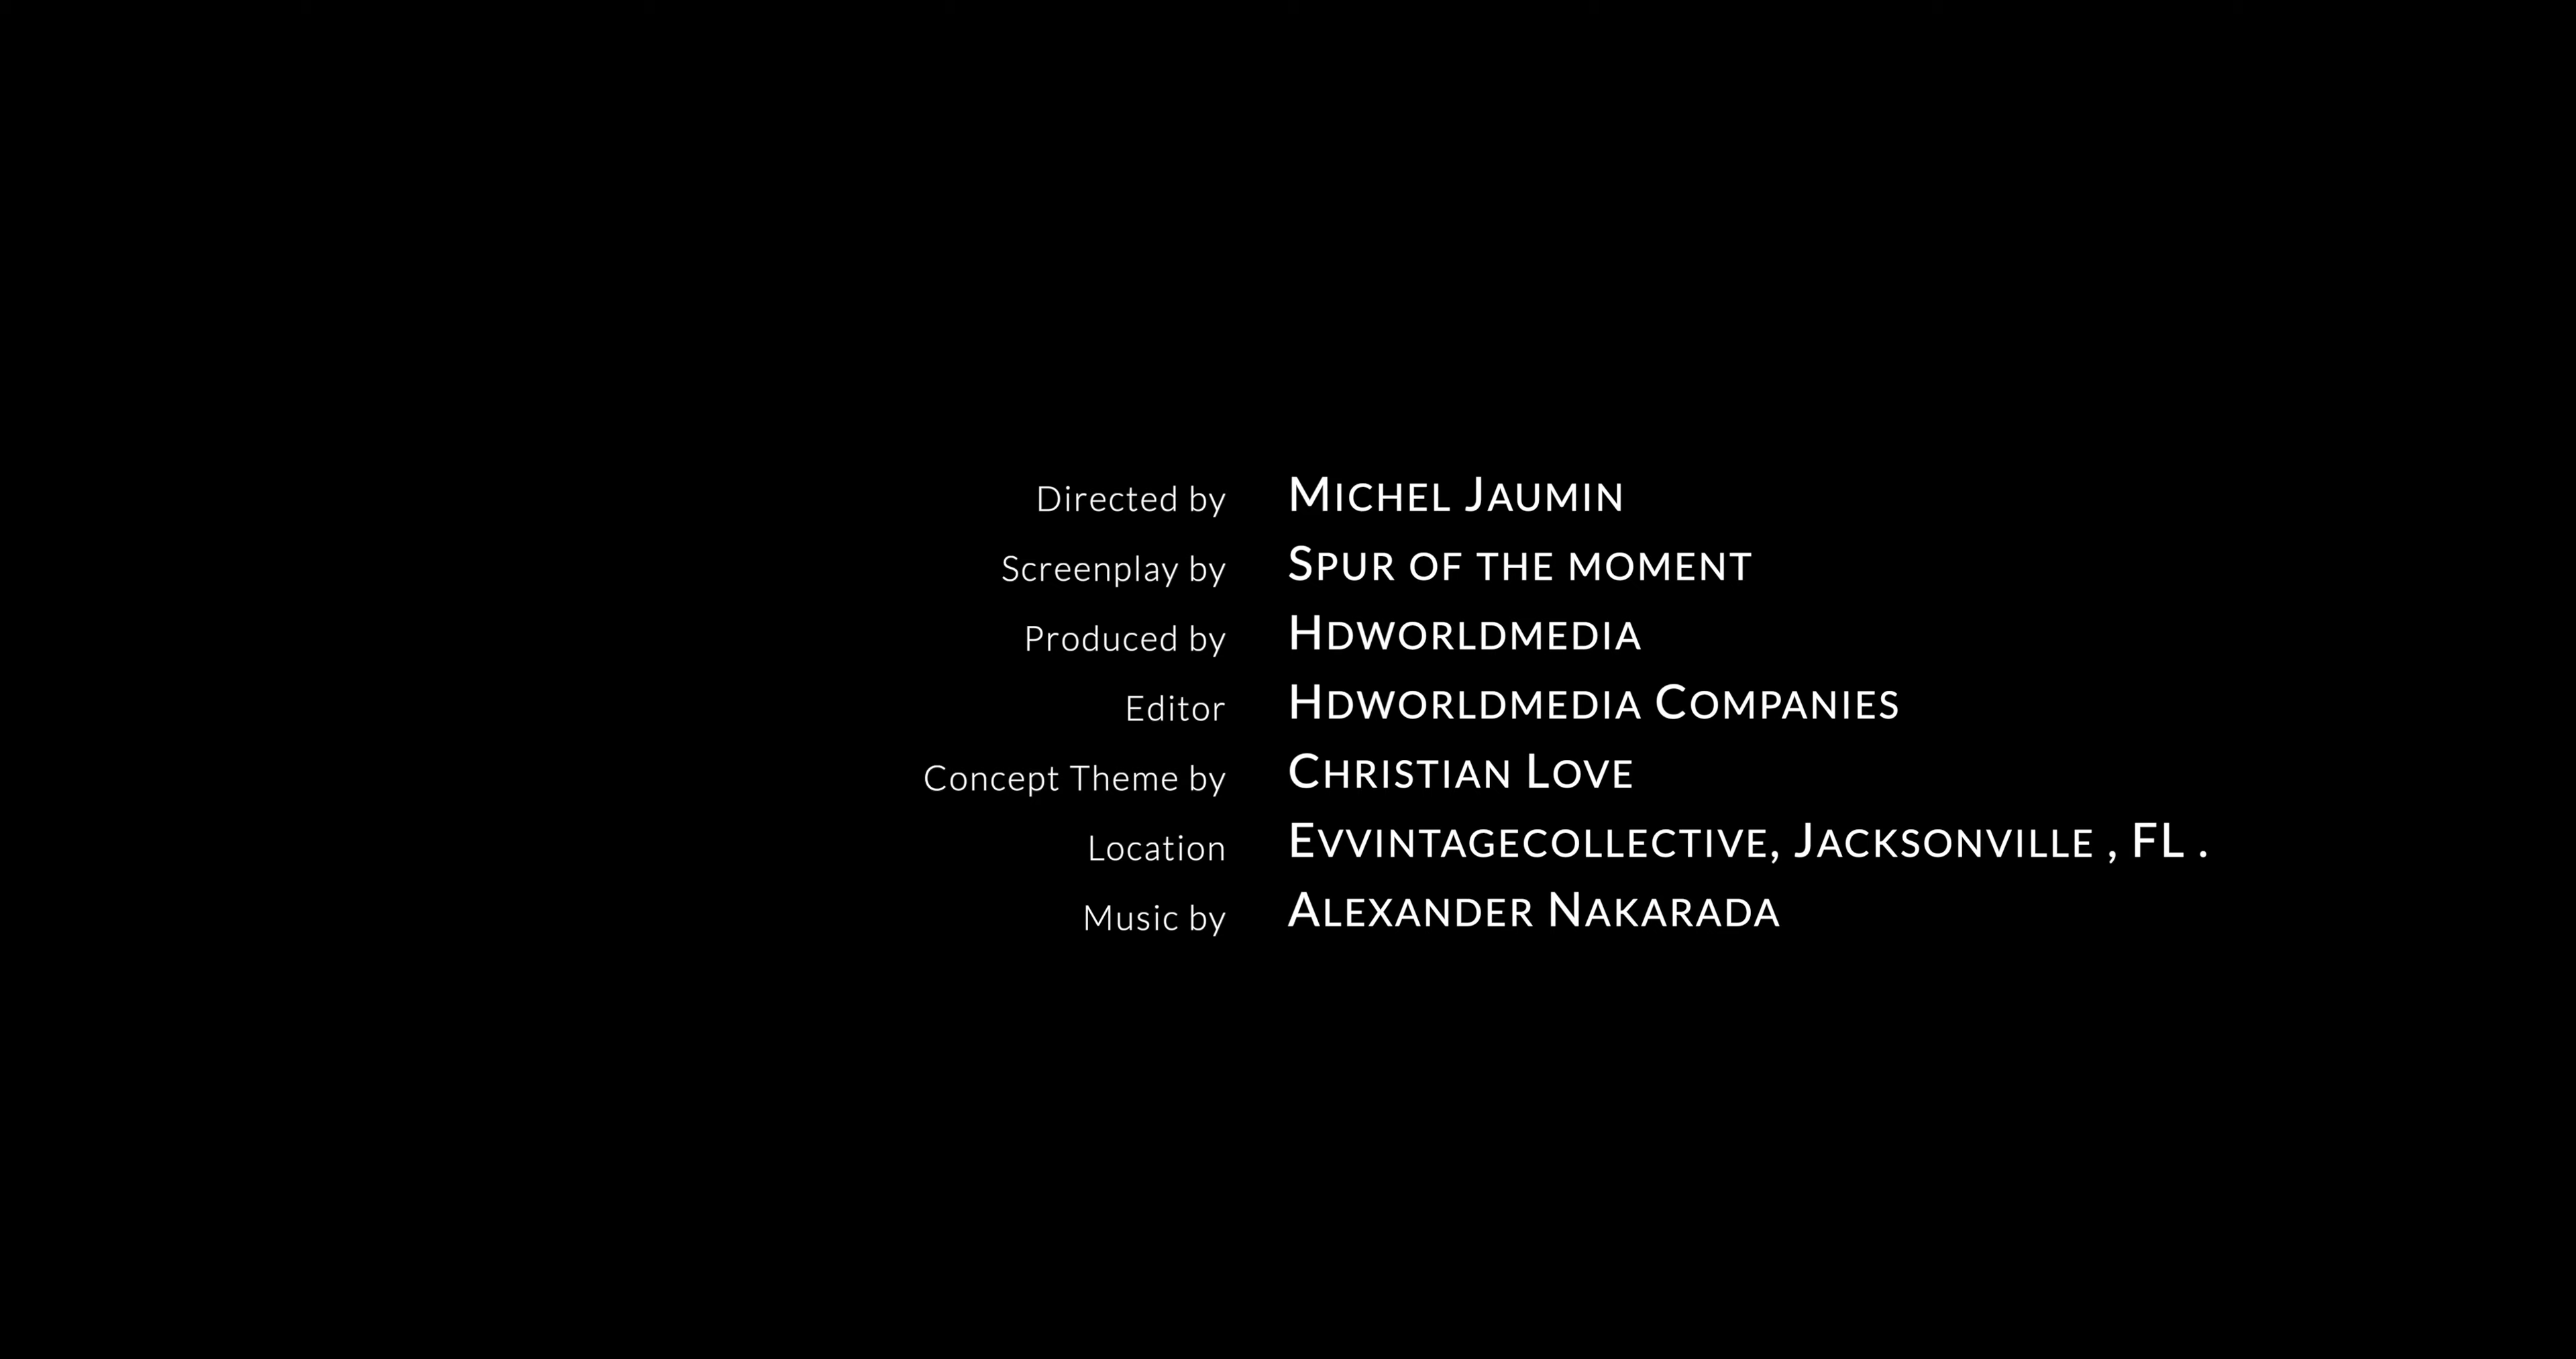 Directed by Michel Jaumin
Screenplay by Spur of the moment
Produced by Hdworldmedia
Editor Hdworldmedia Companies
Concept Theme by Christian Love
Location Evvintagecollective, Jacksonville , FL .
Music by Alexander Nakarada